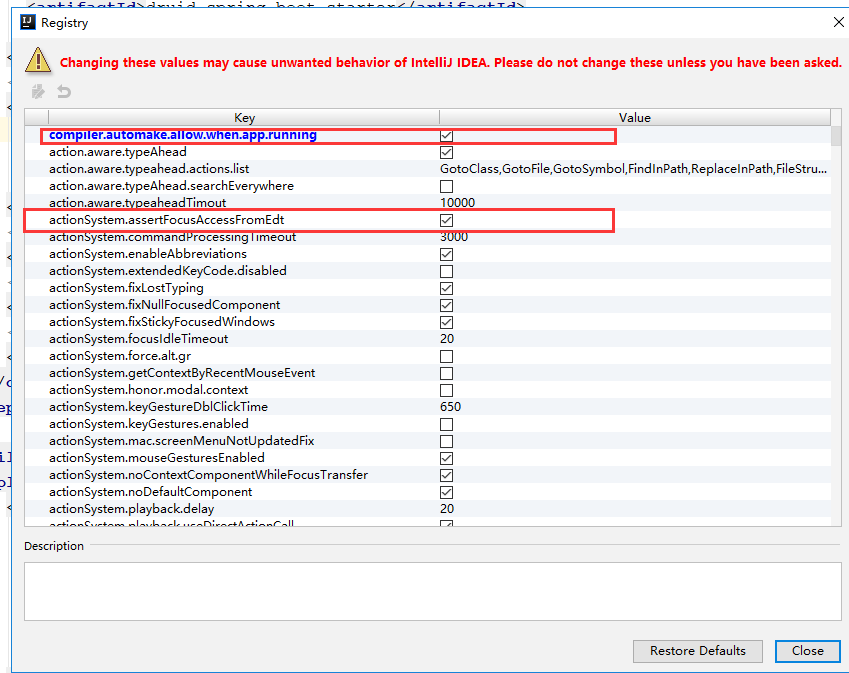 <artifactId>druid-spring-boot-starter</artifactId>
Registry
Changing these values may cause unwanted behavior of IntelliJ IDEA. Please do not change these unless you have been asked.
Key Value
compiler.automake.allow.when.app.running
action.aware.typeAhead
action.aware.typeahead.actions.list GotoClass,GotoFile,GotoSymbol,FindInPath,ReplaceInPath,FileStru...
action.aware.typeAhead.searchEverywhere
action.aware.typeaheadTimout 10000
actionSystem.assertFocusAccessFromEdt
actionSystem.commandProcessingTimeout 3000
actionSystem.enableAbbreviations
actionSystem.extendedKeyCode.disabled
actionSystem.fixLostTyping
actionSystem.fixNullFocusedComponent
actionSystem.fixStickyFocusedWindows
actionSystem.focusIdleTimeout 20
actionSystem.force.alt.gr
actionSystem.getContextByRecentMouseEvent
actionSystem.honor.modal.context
actionSystem.keyGestureDblClickTime 650
actionSystem.keyGestures.enabled
actionSystem.mac.screenMenuNotUpdatedFix
actionSystem.mouseGesturesEnabled
actionSystem.noContextComponentWhileFocusTransfer
actionSystem.noDefaultComponent
actionSystem.playback.delay 20
actionSystem.playback.useDirectActionCall
Description
Restore Defaults Close